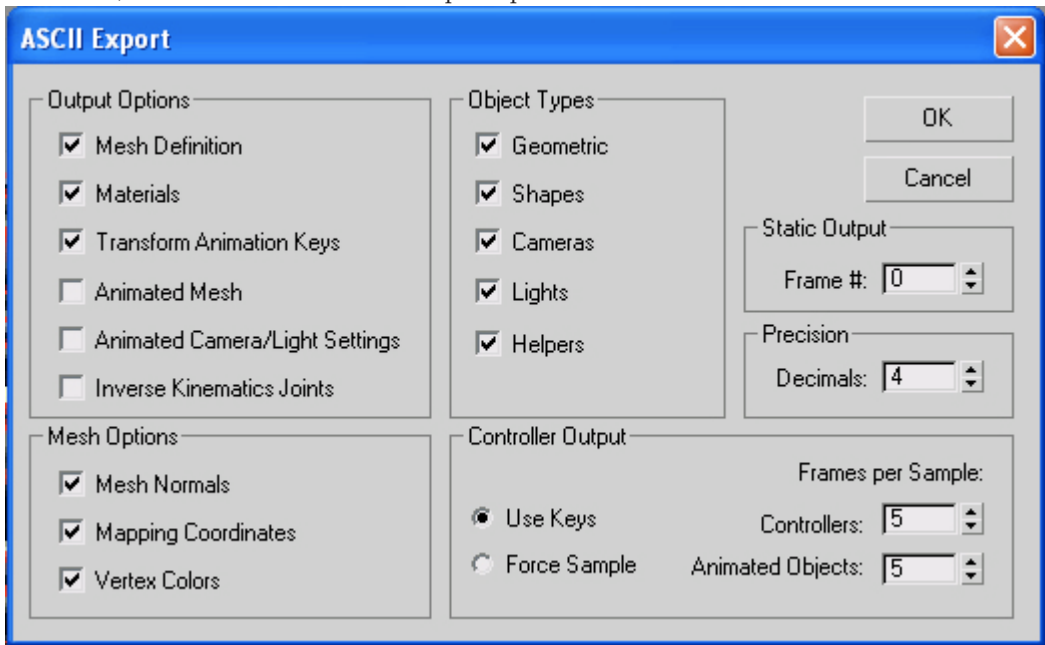 ASCII Export
Output Options
Mesh Definition
Materials
Transform Animation Keys
Animated Mesh
Animated Camera/Light Settings
Inverse Kinematics Joints
Mesh Options
Mesh Normals
Mapping Coordinates
Vertex Colors
Object Types
Geometric
Shapes
Cameras
Lights
Helpers
OK
Cancel
Static Output
Frame #: 0
Precision
Decimals: 4
Controller Output
Frames per Sample:
Use Keys
Controllers: 5
Force Sample
Animated Objects: 5